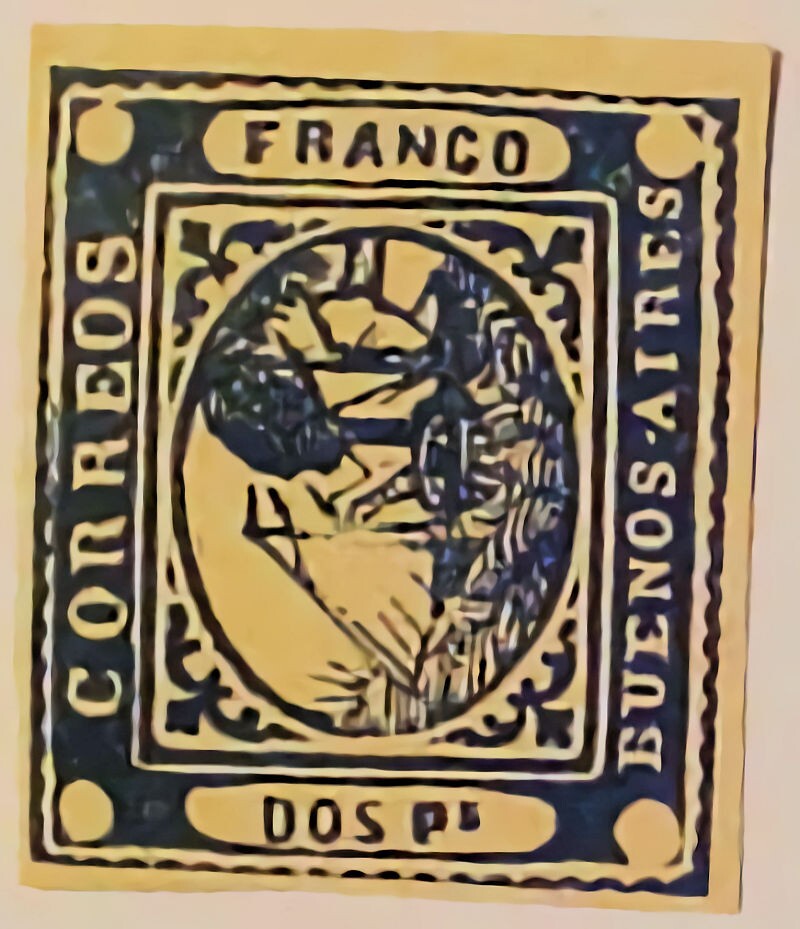 FRANCO
CORREOS
BUENOS-AIRES
DOS Ps